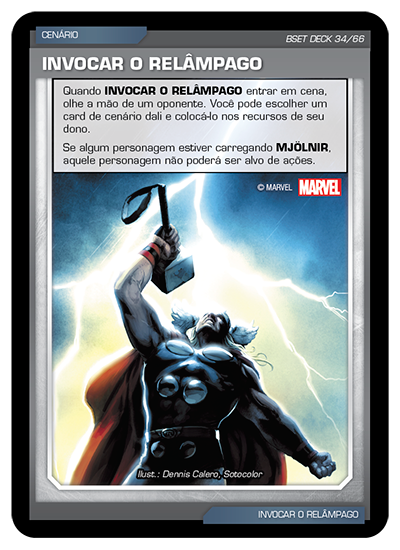 CENÁRIO
BSET DECK 34/66
INVOCAR O RELÂMPAGO
Quando INVOCAR O RELÂMPAGO entrar em cena,
olhe a mão de um oponente. Você pode escolher um
card de cenário dali e colocá-lo nos recursos de seu
dono.
Se algum personagem estiver carregando MJÖLNIR,
aquele personagem não poderá ser alvo de ações.
© MARVEL MARVEL
Ilust.: Dennis Calero, Sotocolor
INVOCAR O RELÂMPAGO